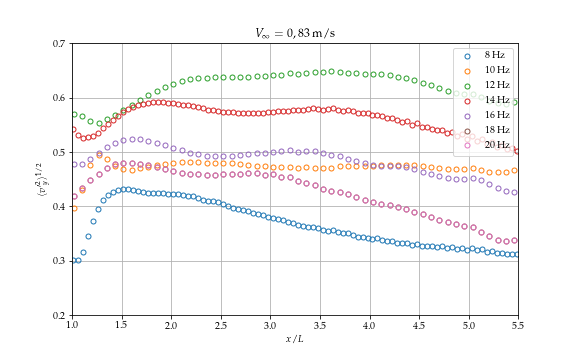 V∞ = 0, 83 m/s
0.7
0.6
0.5
0.4
0.3
0.2
⟨v′²y⟩^1/2
8 Hz
10 Hz
12 Hz
14 Hz
16 Hz
18 Hz
20 Hz
1.0 1.5 2.0 2.5 3.0 3.5 4.0 4.5 5.0 5.5
x/L